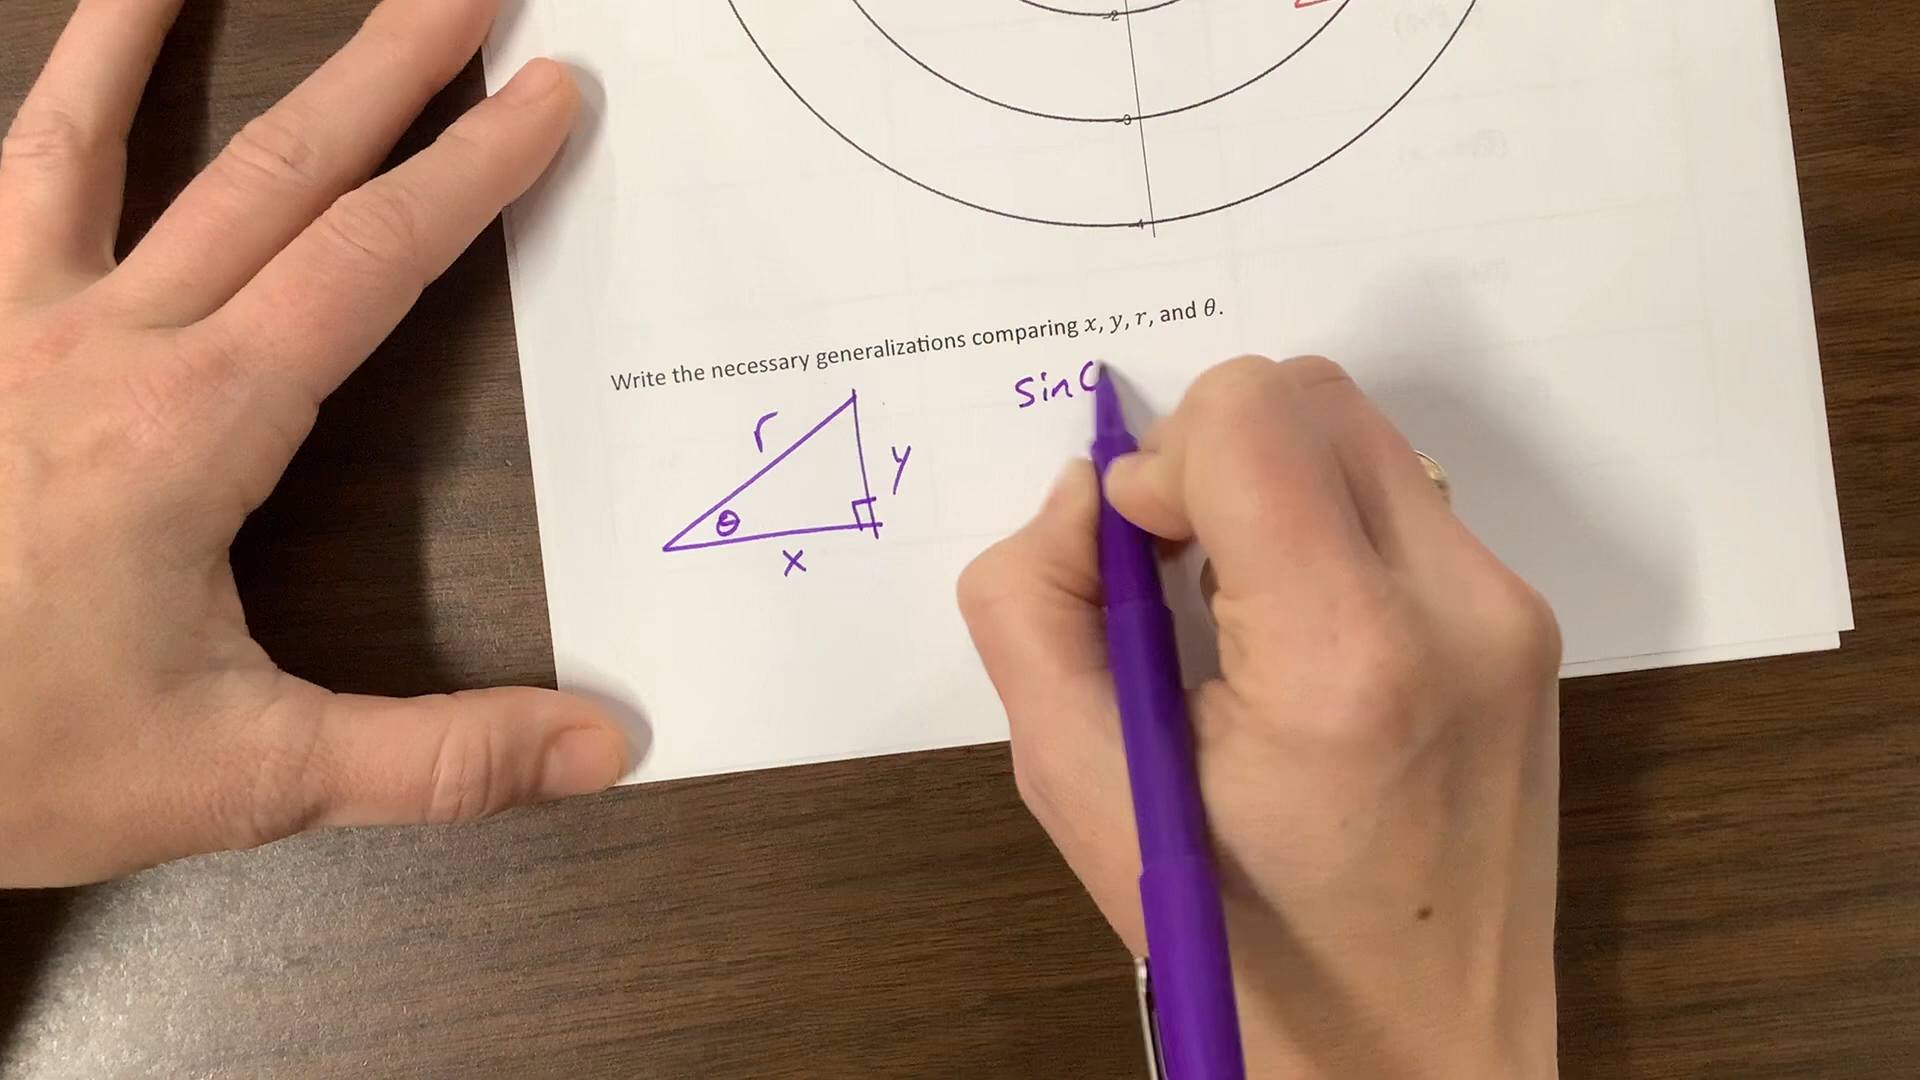 -2
-3
-4
Write the necessary generalizations comparing x, y, r, and θ.
sin
r
y
θ
x